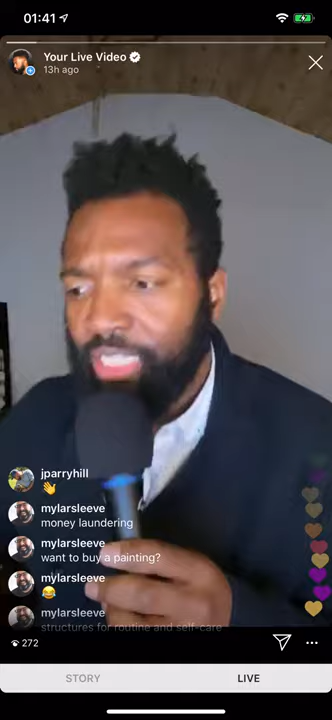 01:41
Your Live Video
13h ago
jparryhill
👋
mylarsleeve
money laundering
mylarsleeve
want to buy a painting?
mylarsleeve
😂
mylarsleeve
structures for routine and self-care
272
STORY
LIVE